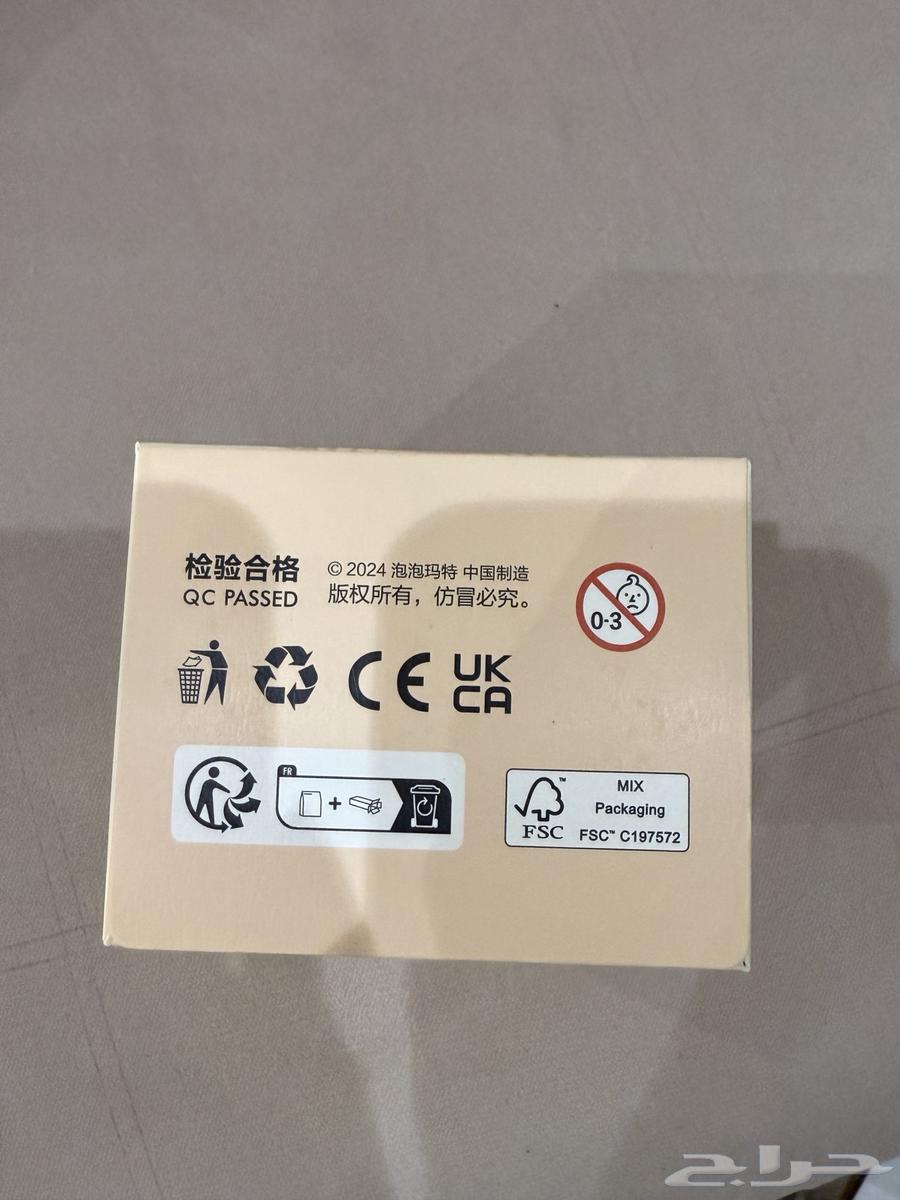 检验合格
QC PASSED
© 2024 泡泡玛特 中国制造
版权所有，仿冒必究。
0-3
CE
UK
CA
FR
+
FSC™
MIX
Packaging
FSC™ C197572
حراج